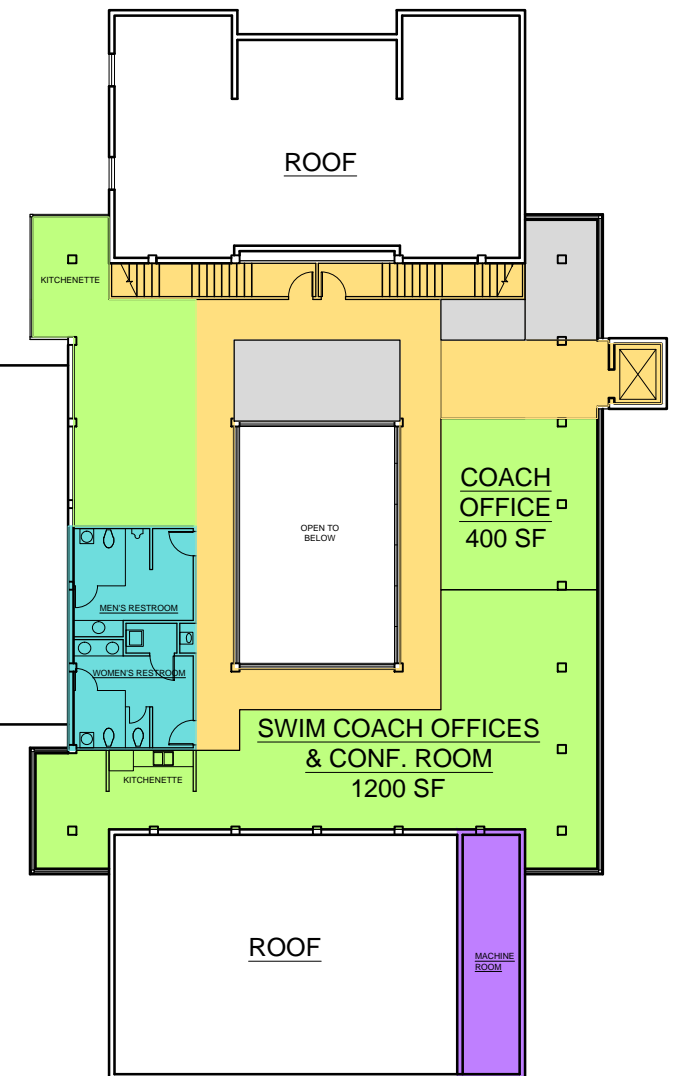 ROOF
KITCHENETTE
COACH
OFFICE
400 SF
OPEN TO
BELOW
MEN'S RESTROOM
WOMEN'S RESTROOM
SWIM COACH OFFICES
& CONF. ROOM
1200 SF
KITCHENETTE
ROOF
MACHINE
ROOM